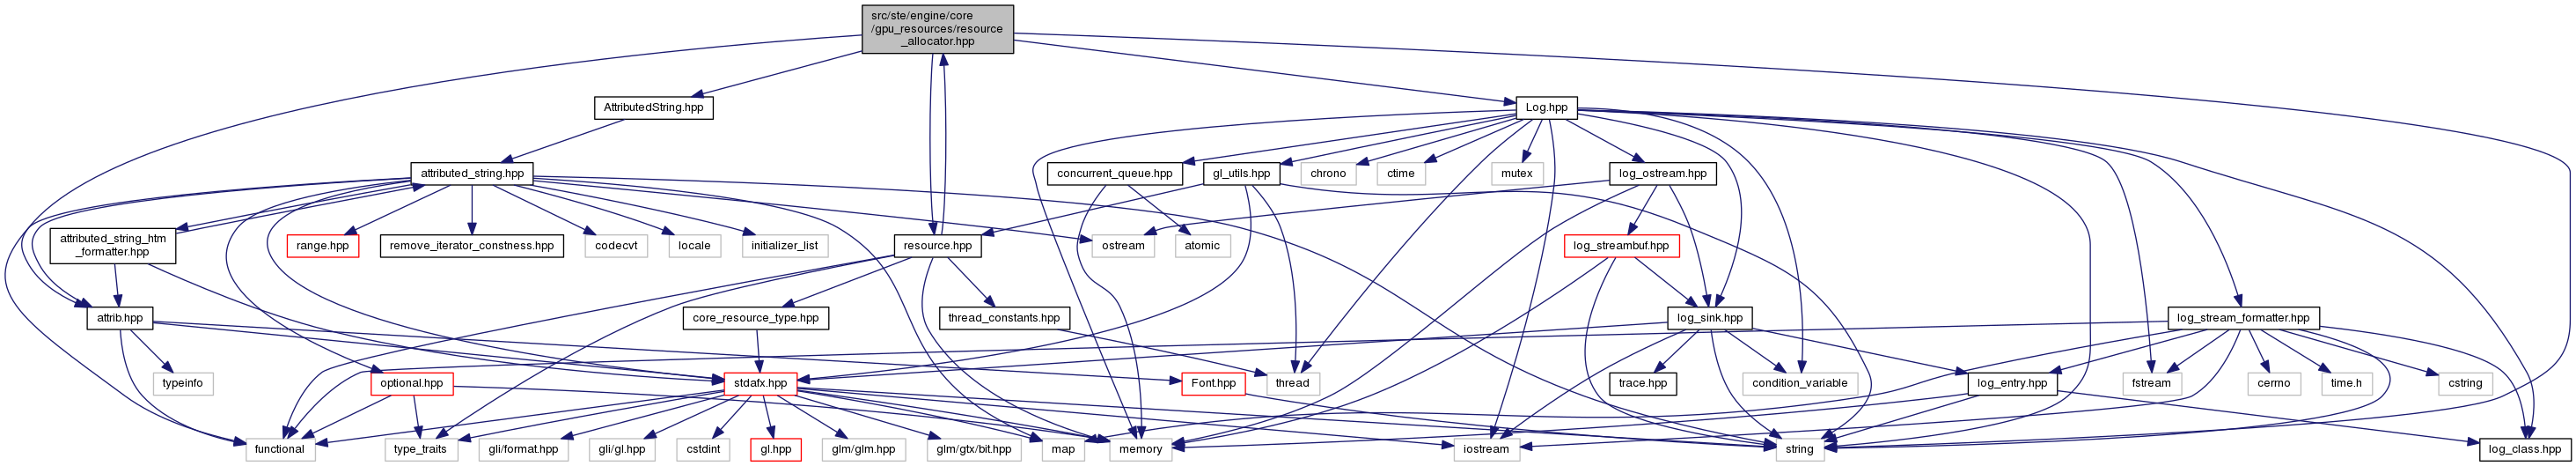 src/ste/engine/core
/gpu_resources/resource
_allocator.hpp
AttributedString.hpp
Log.hpp
attributed_string.hpp
concurrent_queue.hpp
gl_utils.hpp
chrono
ctime
mutex
log_ostream.hpp
attributed_string_htm
_formatter.hpp
range.hpp
remove_iterator_constness.hpp
codecvt
locale
initializer_list
resource.hpp
ostream
atomic
log_streambuf.hpp
attrib.hpp
core_resource_type.hpp
thread_constants.hpp
log_sink.hpp
log_stream_formatter.hpp
typeinfo
optional.hpp
stdafx.hpp
Font.hpp
thread
trace.hpp
condition_variable
log_entry.hpp
fstream
cerrno
time.h
cstring
functional
type_traits
gli/format.hpp
gli/gl.hpp
cstdint
gl.hpp
glm/glm.hpp
glm/gtx/bit.hpp
map
memory
iostream
string
log_class.hpp